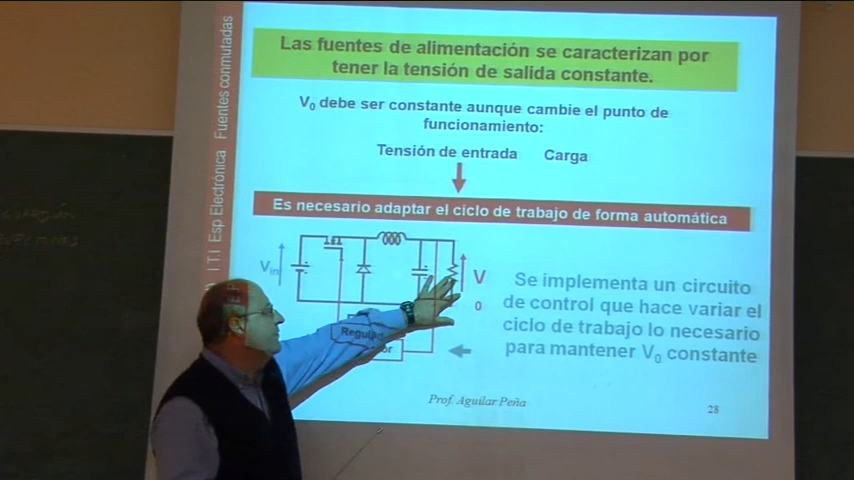 Las fuentes de alimentación se caracterizan por
tener la tensión de salida constante.
V0 debe ser constante aunque cambie el punto de
funcionamiento:
Tensión de entrada Carga
Es necesario adaptar el ciclo de trabajo de forma automática
Vin
V
0
Se implementa un circuito
de control que hace variar el
ciclo de trabajo lo necesario
para mantener V0 constante
Prof. Aguilar Peña
28
I T I Esp Electrónica Fuentes conmutadas